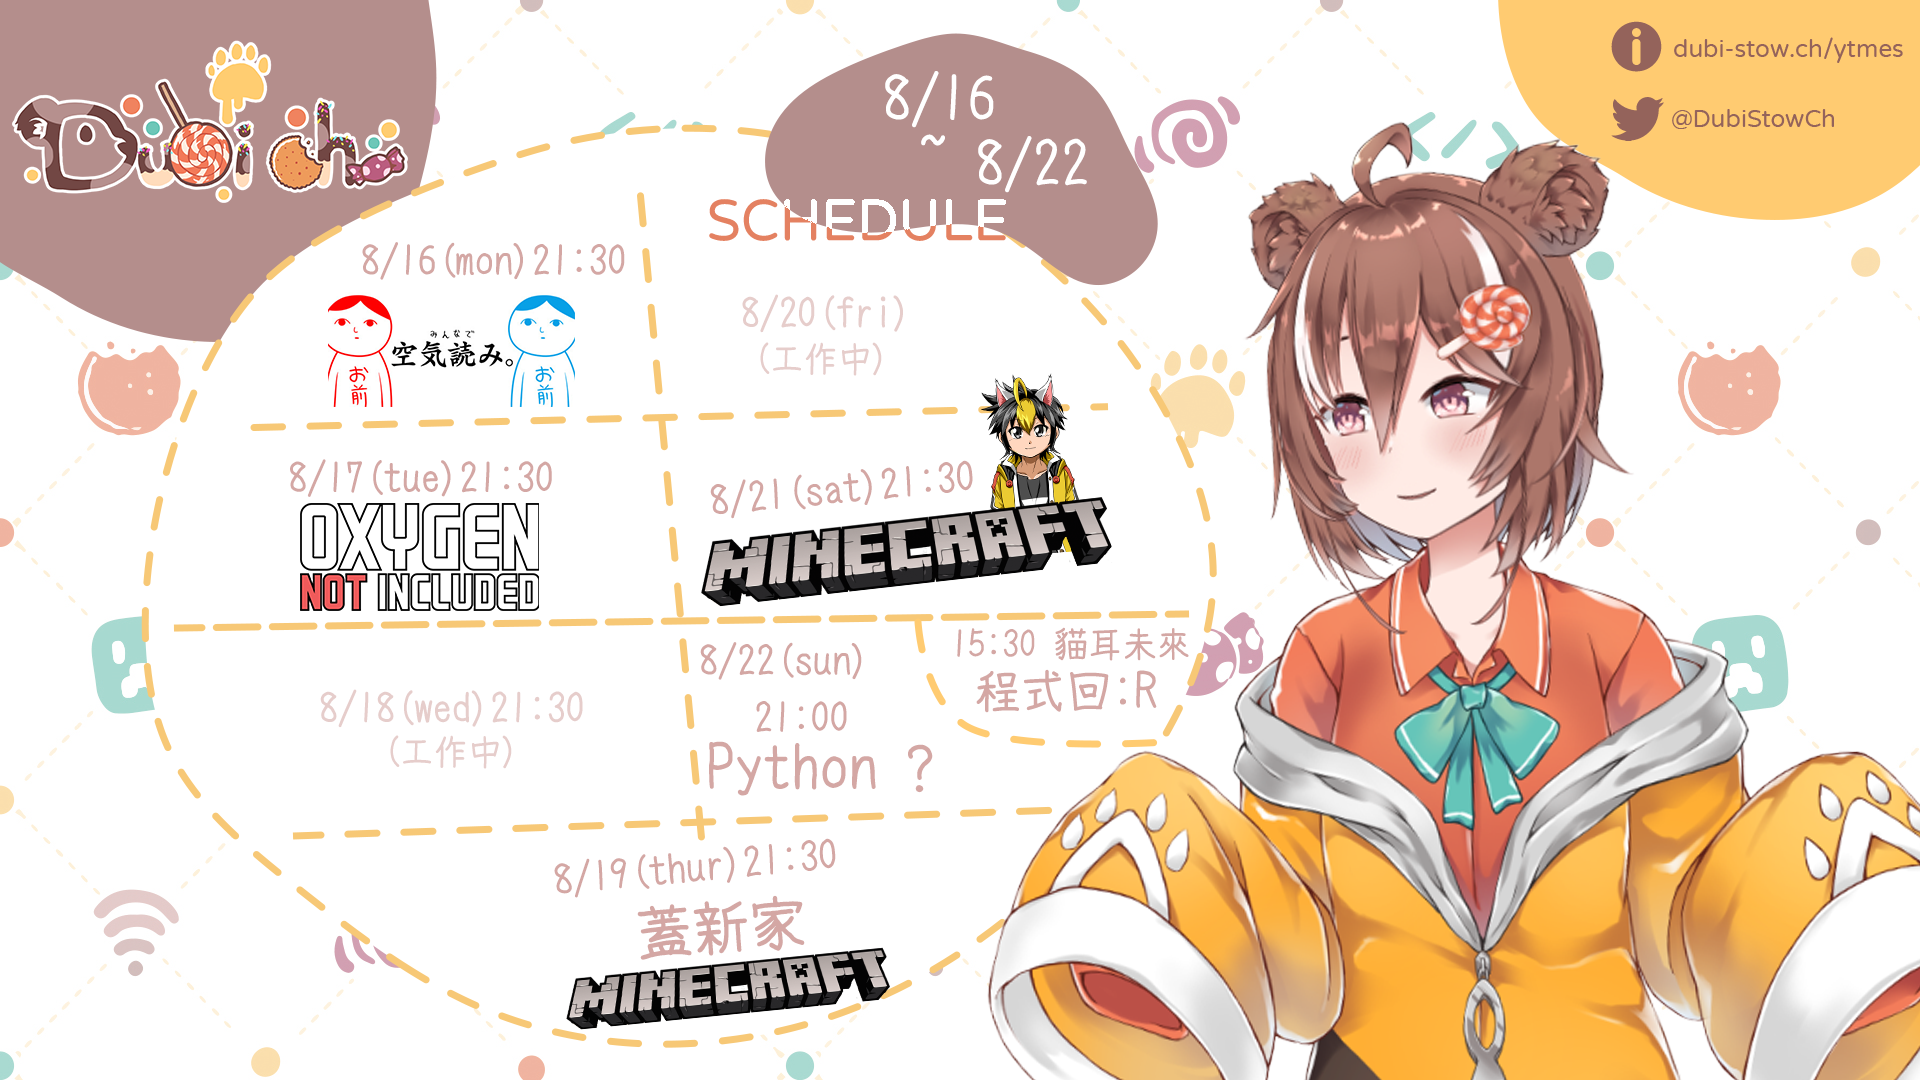 Dubi ch
dubi-stow.ch/ytmes
@DubiStowCh
8/16
~
8/22
SCHEDULE
8/16(mon)21:30
みんなで
空気読み。
お前
お前
8/17(tue)21:30
OXYGEN
NOT INCLUDED
8/18(wed)21:30
(工作中)
8/19(thur)21:30
蓋新家
MINECRAFT
8/20(fri)
(工作中)
8/21(sat)21:30
MINECRAFT
8/22(sun)
21:00
Python ?
15:30 貓耳未來
程式回:R